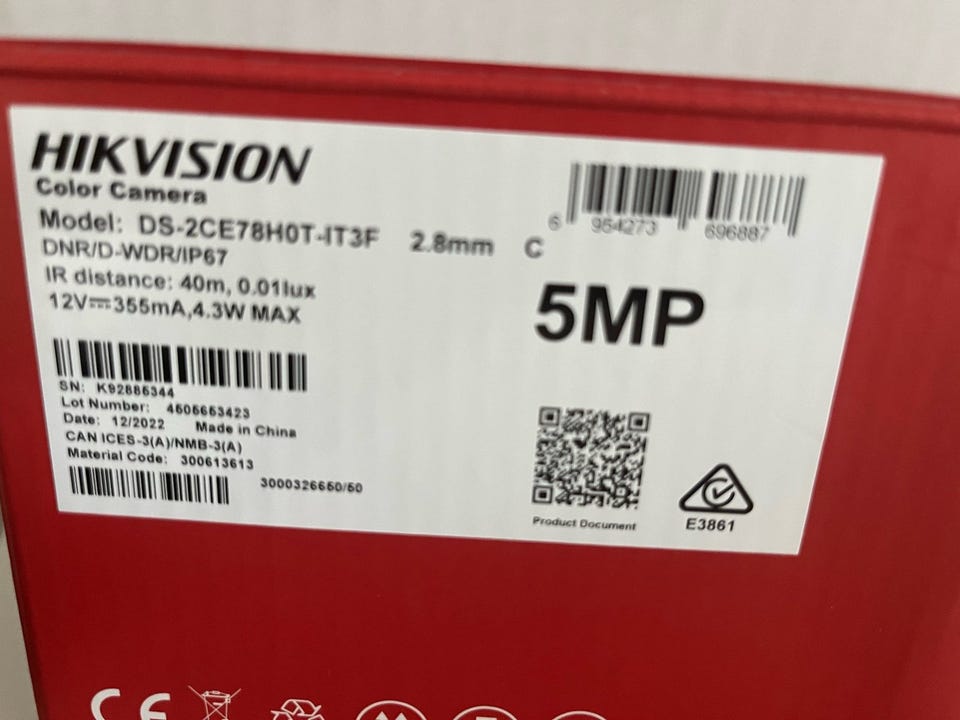 HIKVISION
Color Camera
Model: DS-2CE78H0T-IT3F 2.8mm C
DNR/D-WDR/IP67
IR distance: 40m, 0.01lux
12V⎓355mA,4.3W MAX
SN: K92885344
Lot Number: 4606653423
Date: 12/2022 Made in China
CAN ICES-3(A)/NMB-3(A)
Material Code: 300613613
3000326650/50
6 954273 696887
5MP
Product Document
E3861
CE